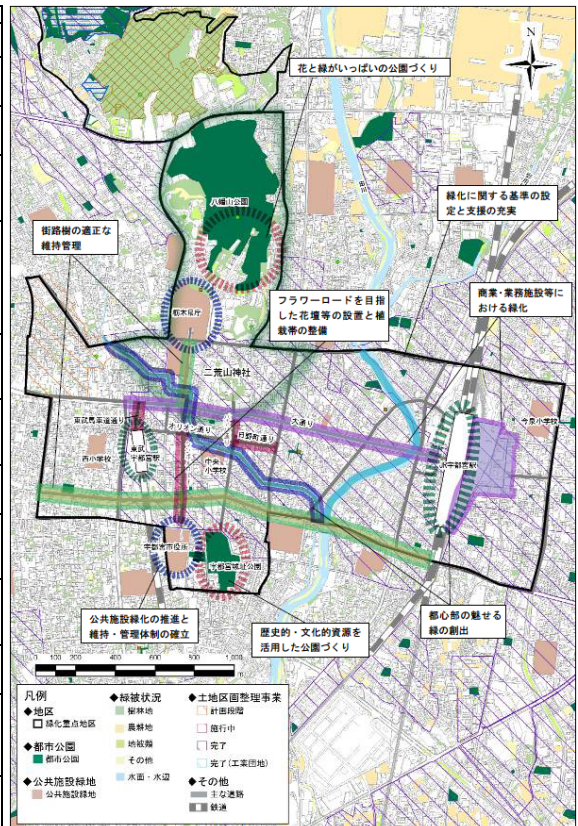 N
花と緑がいっぱいの公園づくり
田川
八幡山公園
緑化に関する基準の設
定と支援の充実
街路樹の適正な
維持管理
商業・業務施設等に
おける緑化
フラワーロードを目指
した花壇等の設置と植
栽帯の整備
栃木県庁
二荒山神社
東武馬車道通り
オリオン通り
大通り
日野町通り
今泉小学校
西小学校
東武
宇都宮駅
中央
小学校
JR宇都宮駅
宇都宮市役所
宇都宮城址公園
公共施設緑化の推進と
維持・管理体制の確立
歴史的・文化的資源を
活用した公園づくり
都心部の魅せる
緑の創出
0 100 200 400 600 800 1,000
m
凡例
◆地区
緑化重点地区
◆都市公園
都市公園
◆公共施設緑地
公共施設緑地
◆緑被状況
樹林地
農耕地
地被類
その他
水面・水辺
◆土地区画整理事業
計画段階
施行中
完了
完了(工業団地)
◆その他
主な道路
鉄道